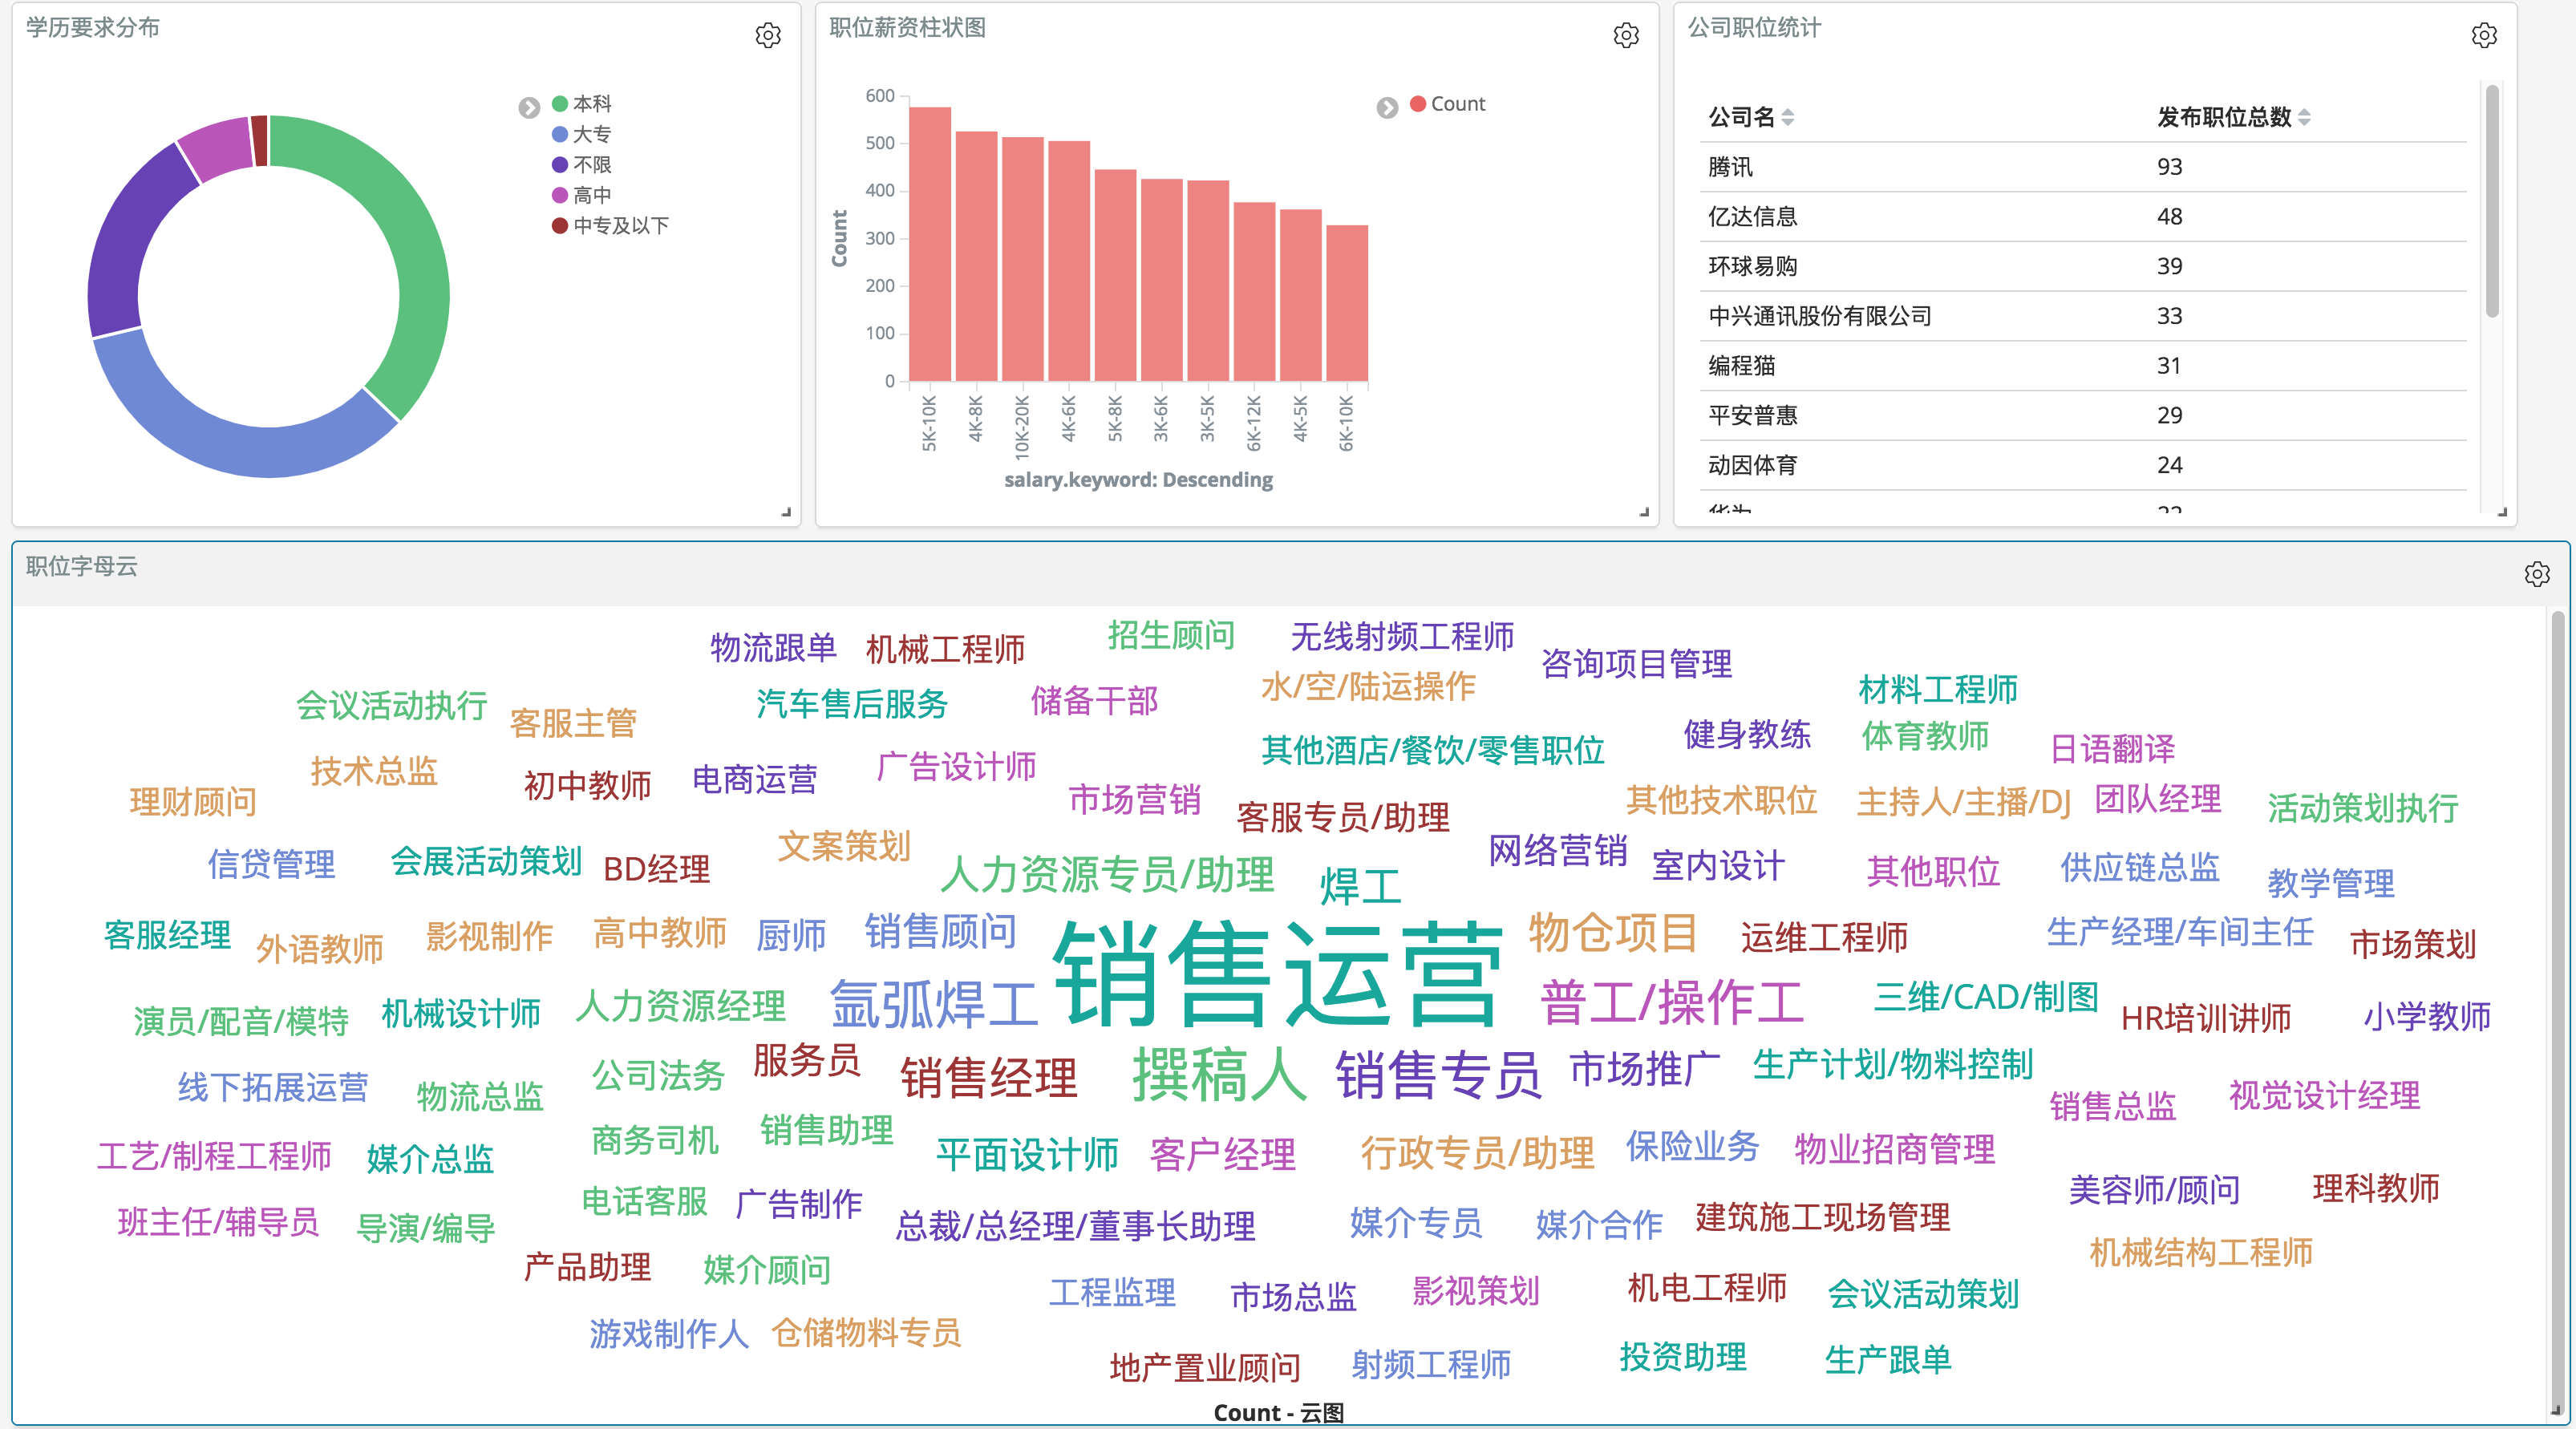 学历要求分布
本科
大专
不限
高中
中专及以下
职位薪资柱状图
Count
600
500
400
300
200
100
0
Count
5K-10K
4K-8K
10K-20K
4K-6K
5K-8K
3K-6K
3K-5K
6K-12K
4K-5K
6K-10K
salary.keyword: Descending
公司职位统计
公司名 发布职位总数
腾讯 93
亿达信息 48
环球易购 39
中兴通讯股份有限公司 33
编程猫 31
平安普惠 29
动因体育 24
职位字母云
物流跟单 机械工程师 招生顾问 无线射频工程师 咨询项目管理
会议活动执行 客服主管 汽车售后服务 储备干部 水/空/陆运操作 材料工程师
技术总监 初中教师 电商运营 广告设计师 其他酒店/餐饮/零售职位 健身教练 体育教师 日语翻译
理财顾问 市场营销 客服专员/助理 其他技术职位 主持人/主播/DJ 团队经理 活动策划执行
信贷管理 会展活动策划 BD经理 文案策划 人力资源专员/助理 焊工 网络营销 室内设计 其他职位 供应链总监 教学管理
客服经理 外语教师 影视制作 高中教师 厨师 销售顾问 销售运营 物仓项目 运维工程师 生产经理/车间主任 市场策划
演员/配音/模特 机械设计师 人力资源经理 氩弧焊工 普工/操作工 三维/CAD/制图 HR培训讲师 小学教师
线下拓展运营 物流总监 公司法务 服务员 销售经理 撰稿人 销售专员 市场推广 生产计划/物料控制 销售总监 视觉设计经理
工艺/制程工程师 媒介总监 商务司机 销售助理 平面设计师 客户经理 行政专员/助理 保险业务 物业招商管理
班主任/辅导员 导演/编导 电话客服 广告制作 总裁/总经理/董事长助理 媒介专员 媒介合作 建筑施工现场管理 美容师/顾问 理科教师
产品助理 媒介顾问 工程监理 市场总监 影视策划 机电工程师 会议活动策划 机械结构工程师
游戏制作人 仓储物料专员 地产置业顾问 射频工程师 投资助理 生产跟单
Count - 云图